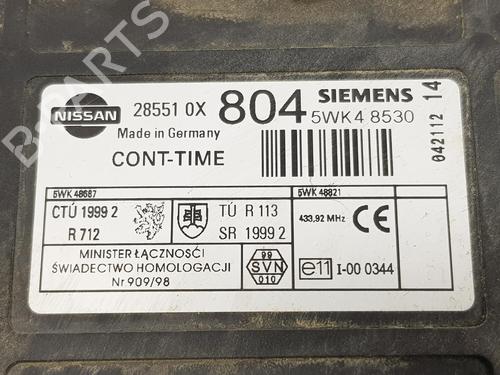 B-PARTS
NISSAN
28551 0X
804
SIEMENS
5WK4 8530
Made in Germany
CONT-TIME
042112 14
5WK 48687
5WK 48821
CTÚ 1999 2
R 712
TÚ R 113
SR 1999 2
433,92 MHz
CE
MINISTER ŁĄCZNOŚCI
ŚWIADECTWO HOMOLOGACJI
Nr 909/98
99
SVN
010
e11
I-00 0344